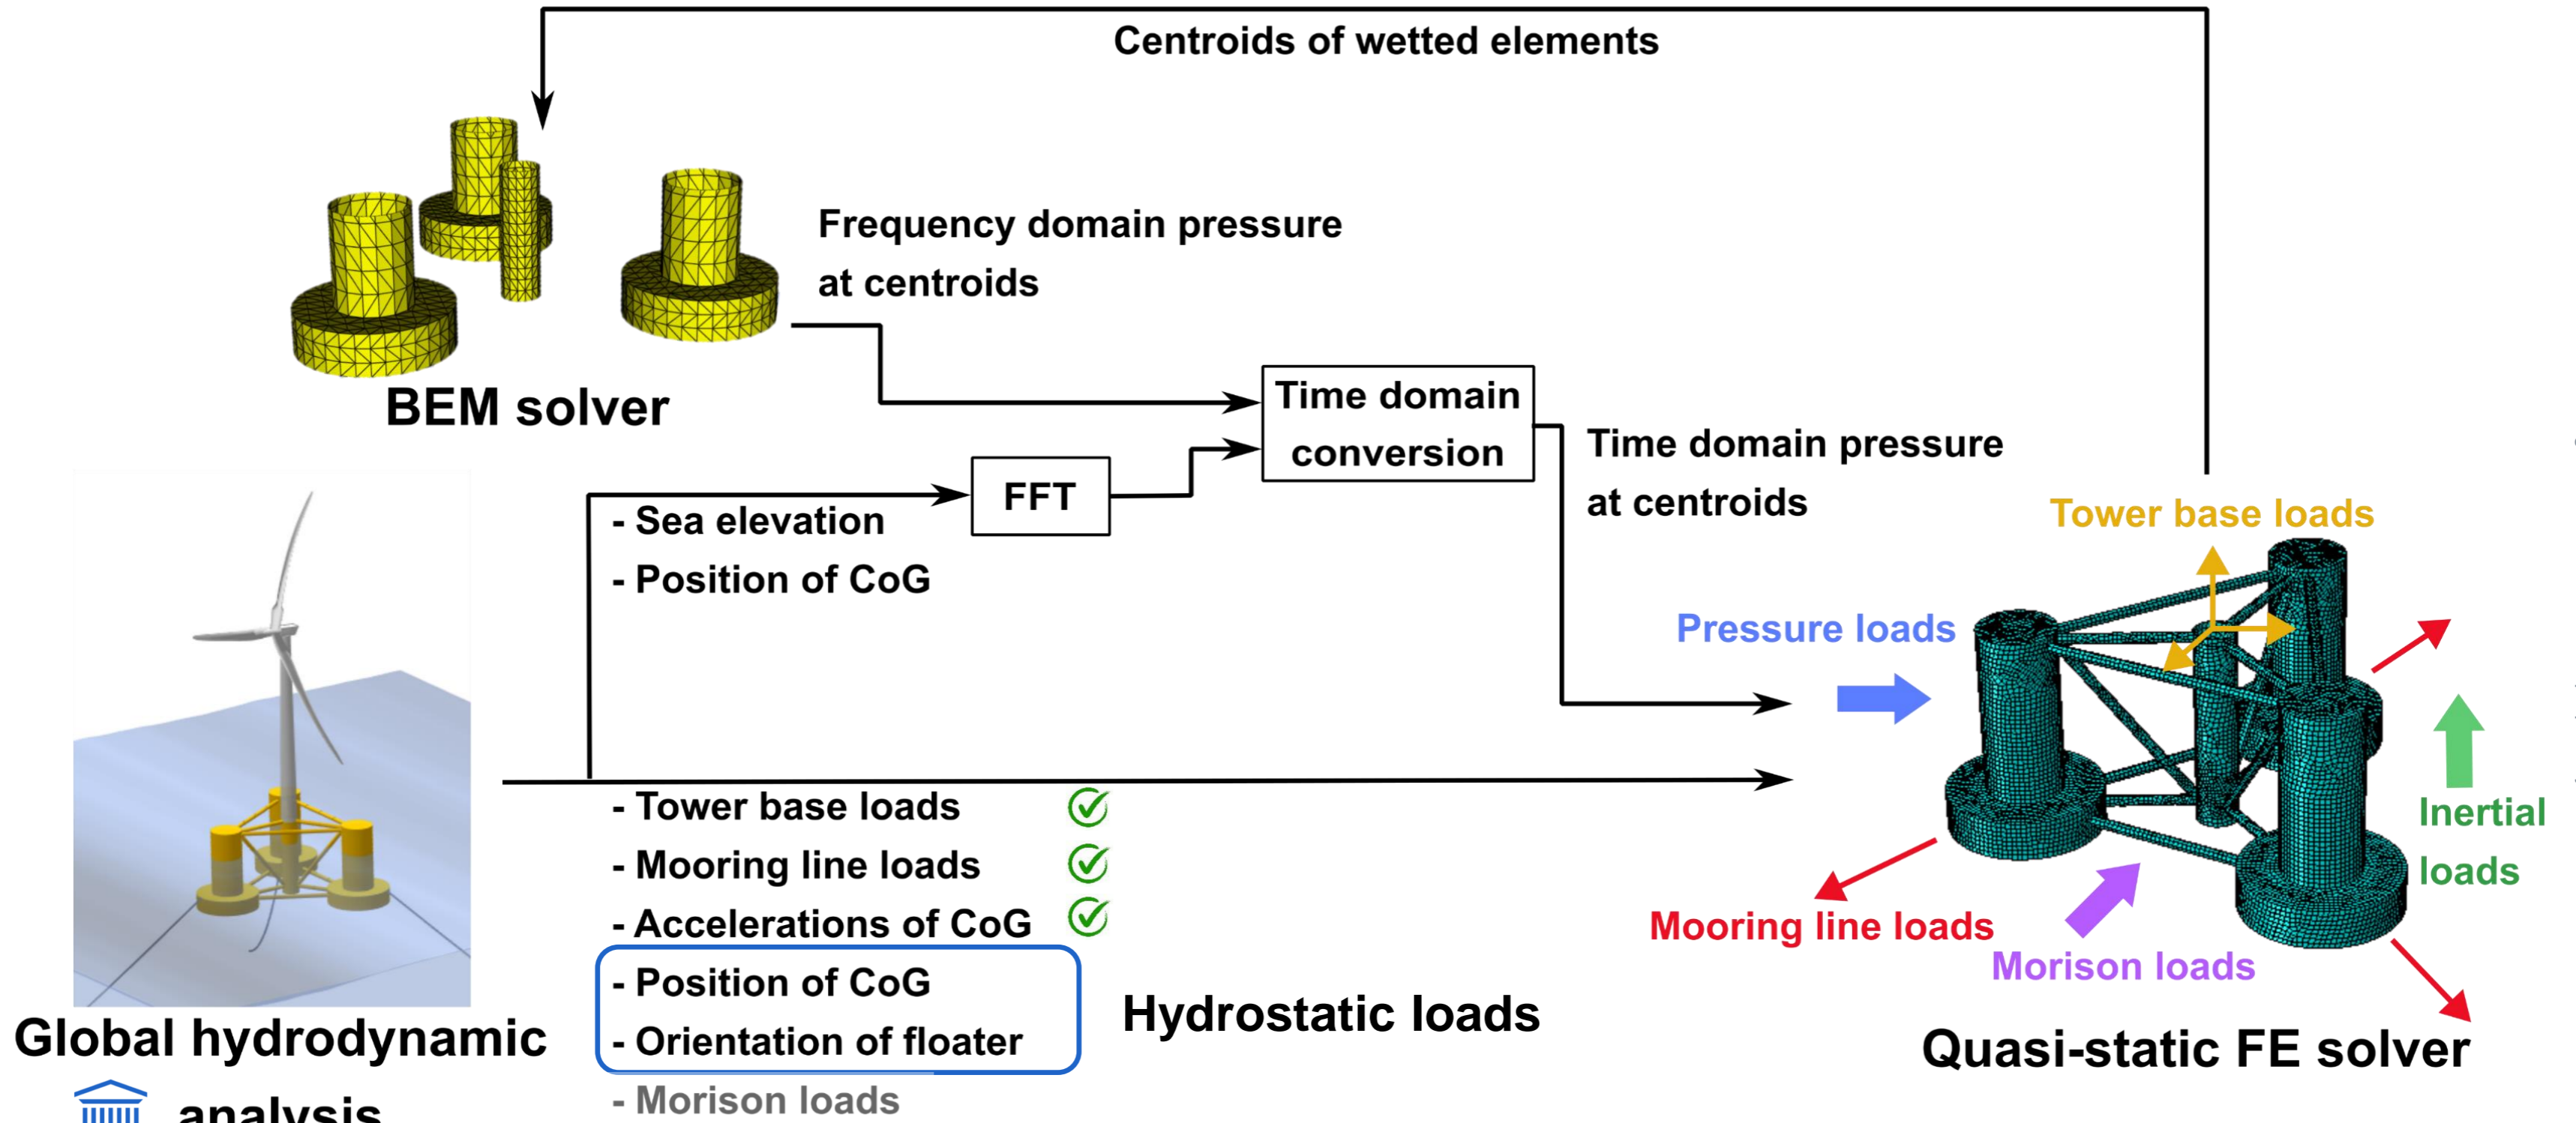 Centroids of wetted elements
Frequency domain pressure
at centroids
BEM solver
Time domain
conversion
FFT
Time domain pressure
at centroids
- Sea elevation
- Position of CoG
Tower base loads
Pressure loads
Inertial
loads
Mooring line loads
Morison loads
Quasi-static FE solver
- Tower base loads
- Mooring line loads
- Accelerations of CoG
- Position of CoG
- Orientation of floater
- Morison loads
Hydrostatic loads
Global hydrodynamic
analysis